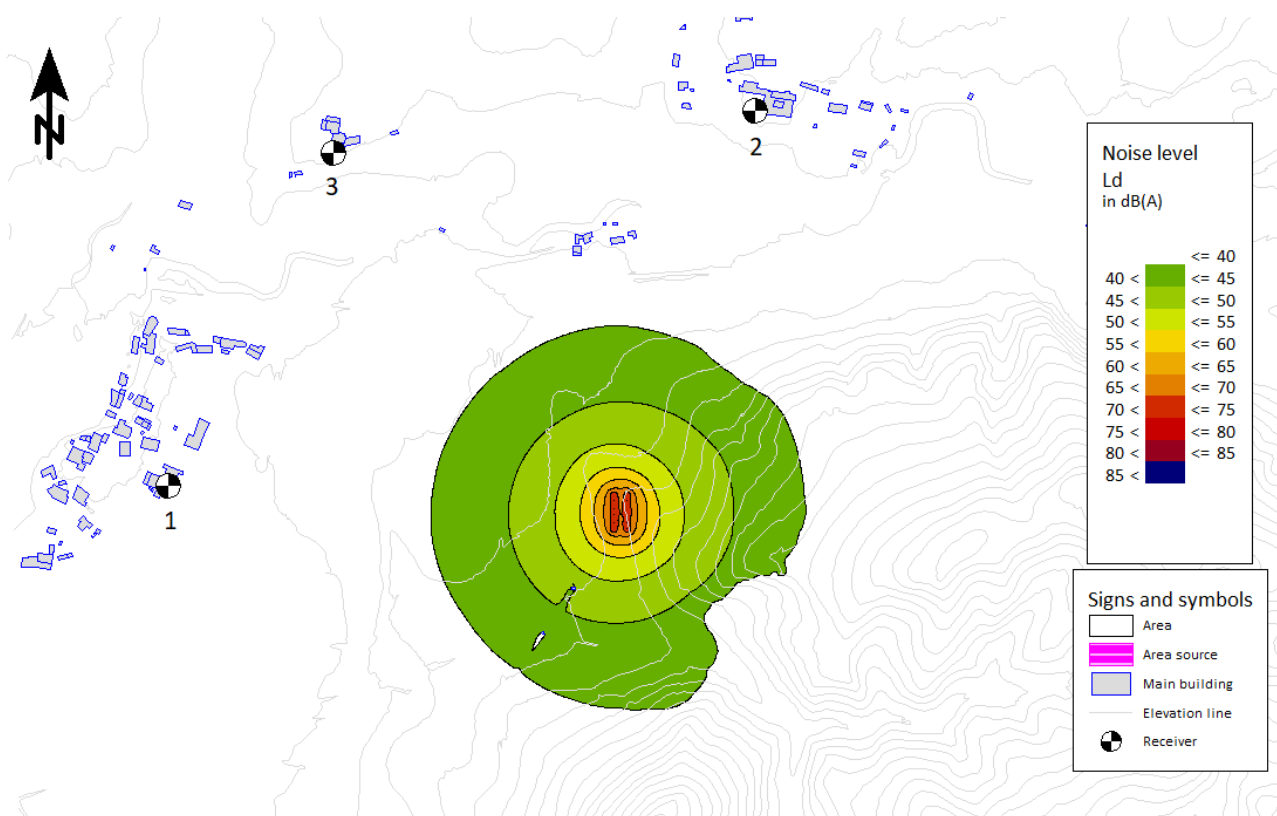 N
2
3
1
Noise level
Ld
in dB(A)
<= 40
40 < <= 45
45 < <= 50
50 < <= 55
55 < <= 60
60 < <= 65
65 < <= 70
70 < <= 75
75 < <= 80
80 < <= 85
85 <
Signs and symbols
Area
Area source
Main building
Elevation line
Receiver